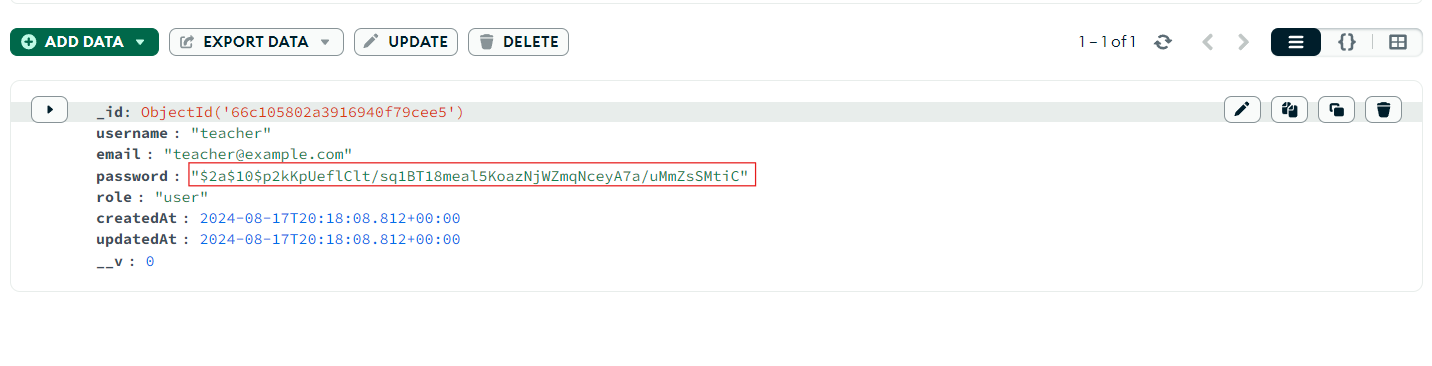 ADD DATA EXPORT DATA UPDATE DELETE 1 – 1 of 1 {}
_id: ObjectId('66c105802a3916940f79cee5')
username : "teacher"
email : "teacher@example.com"
password : "$2a$10$p2kKpUeflClt/sq1BT18meal5KoazNjWZmqNceyA7a/uMmZsSMtiC"
role : "user"
createdAt : 2024-08-17T20:18:08.812+00:00
updatedAt : 2024-08-17T20:18:08.812+00:00
__v : 0